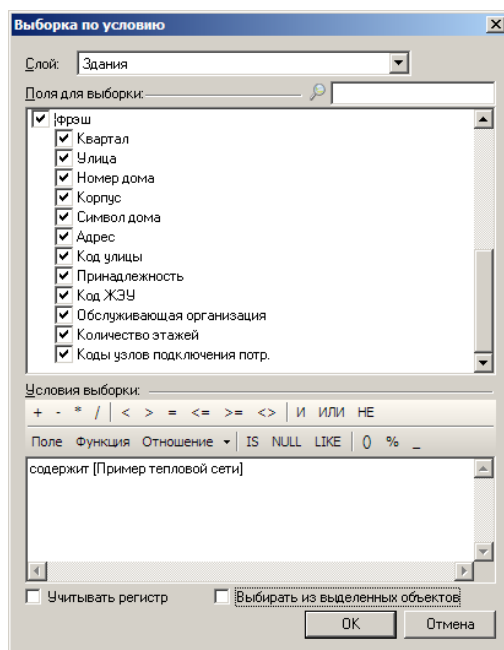 Выборка по условию
Слой: Здания
Поля для выборки:
¦фрэш
Квартал
Улица
Номер дома
Корпус
Символ дома
Адрес
Код улицы
Принадлежность
Код ЖЭУ
Обслуживающая организация
Количество этажей
Коды узлов подключения потр.
Условия выборки:
+ - * / < > = <= >= <> И ИЛИ НЕ
Поле Функция Отношение IS NULL LIKE () % _
содержит [Пример тепловой сети]
Учитывать регистр Выбирать из выделенных объектов
OK Отмена